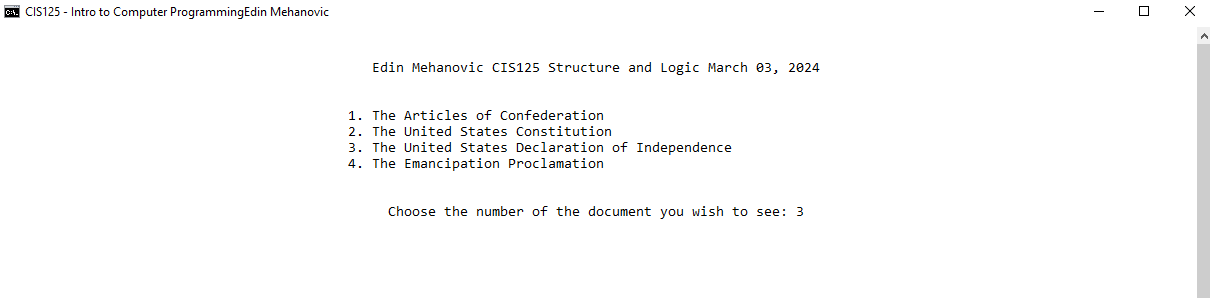 CIS125 - Intro to Computer ProgrammingEdin Mehanovic
Edin Mehanovic CIS125 Structure and Logic March 03, 2024
1. The Articles of Confederation
2. The United States Constitution
3. The United States Declaration of Independence
4. The Emancipation Proclamation
Choose the number of the document you wish to see: 3